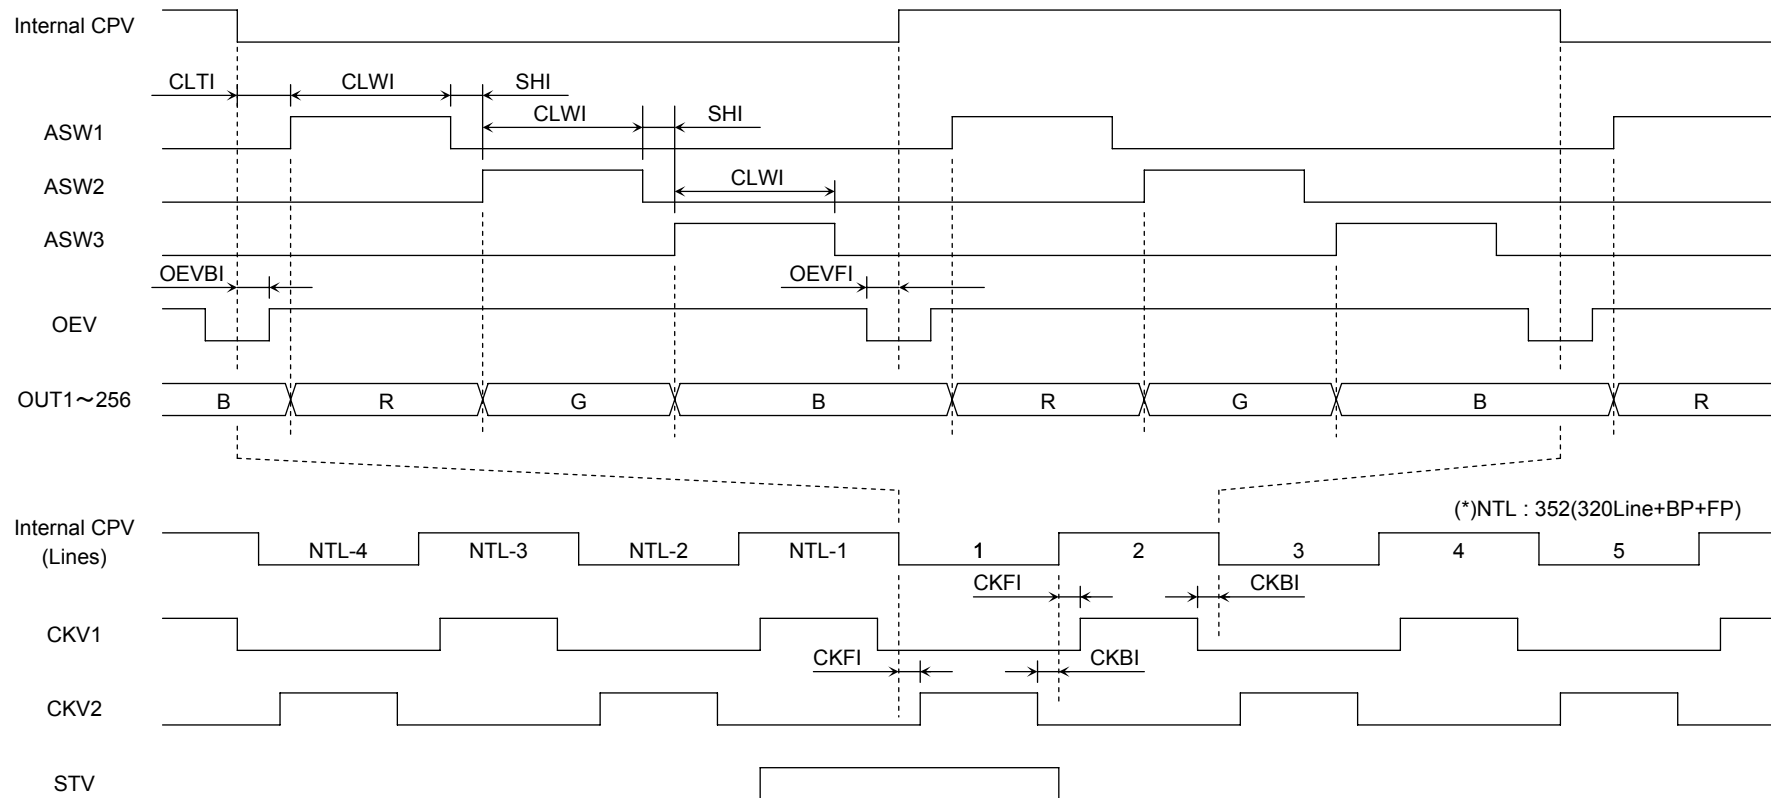 Internal CPV
CLTI CLWI SHI
CLWI SHI
ASW1
CLWI
ASW2
ASW3
OEVBI OEVFI
OEV
OUT1～256 B R G B R G B R
(*)NTL : 352(320Line+BP+FP)
Internal CPV
(Lines)
NTL-4 NTL-3 NTL-2 NTL-1 1 2 3 4 5
CKFI CKBI
CKV1
CKFI CKBI
CKV2
STV